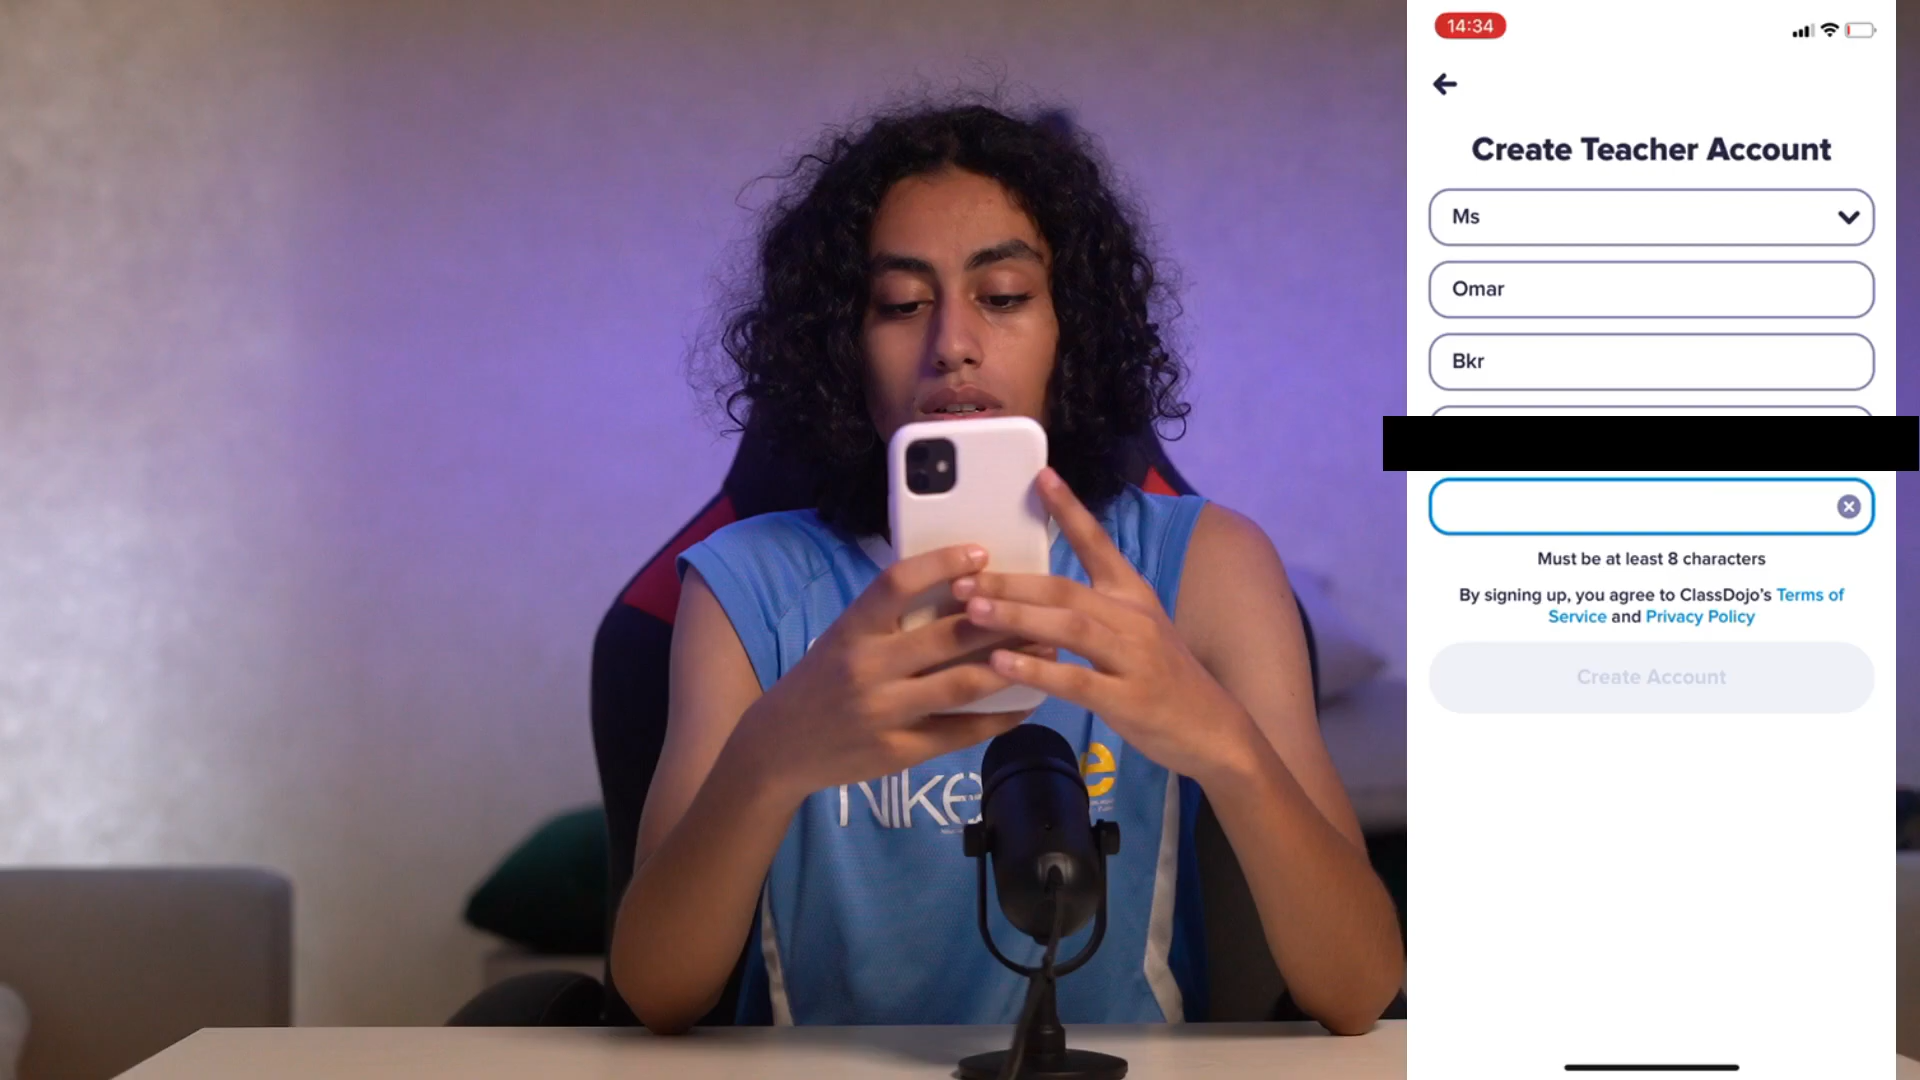 14:34
Create Teacher Account
Ms
Omar
Bkr
Must be at least 8 characters
By signing up, you agree to ClassDojo's Terms of
Service and Privacy Policy
Create Account
Nike
e